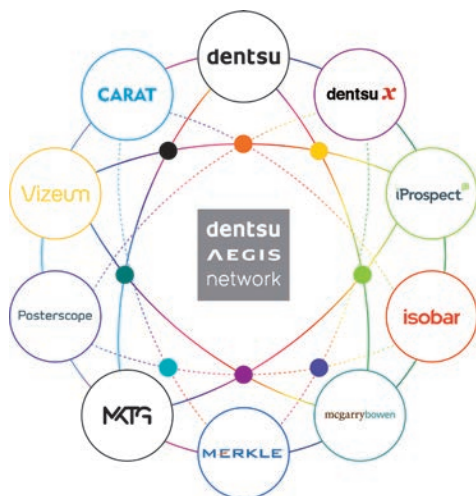 dentsu
CARAT
dentsu X
Vizeum
iProspect
dentsu
AEGIS
network
Posterscope
isobar
MKTG
mcgarrybowen
MERKLE